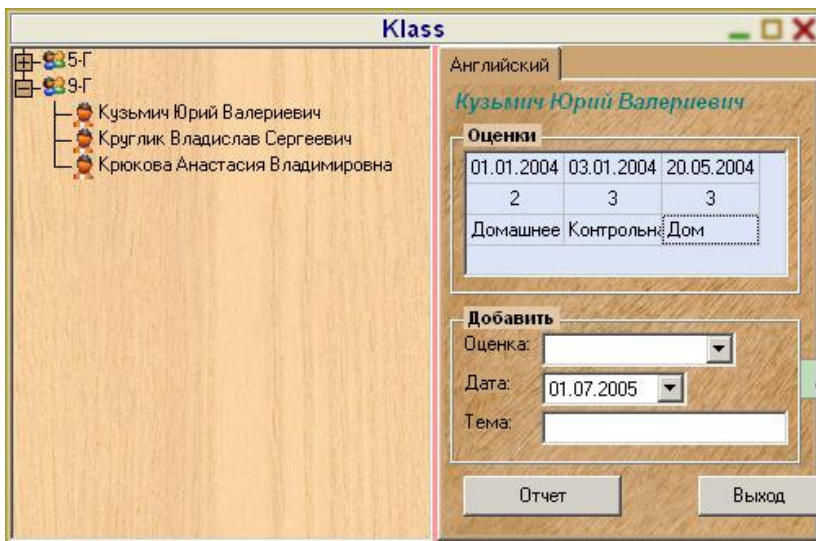 Klass
5-Г
9-Г
Кузьмич Юрий Валериевич
Круглик Владислав Сергеевич
Крюкова Анастасия Владимировна
Английский
Кузьмич Юрий Валериевич
Оценки
01.01.2004 03.01.2004 20.05.2004
2 3 3
Домашнее Контрольна Дом
Добавить
Оценка:
Дата: 01.07.2005
Тема:
Отчет Выход